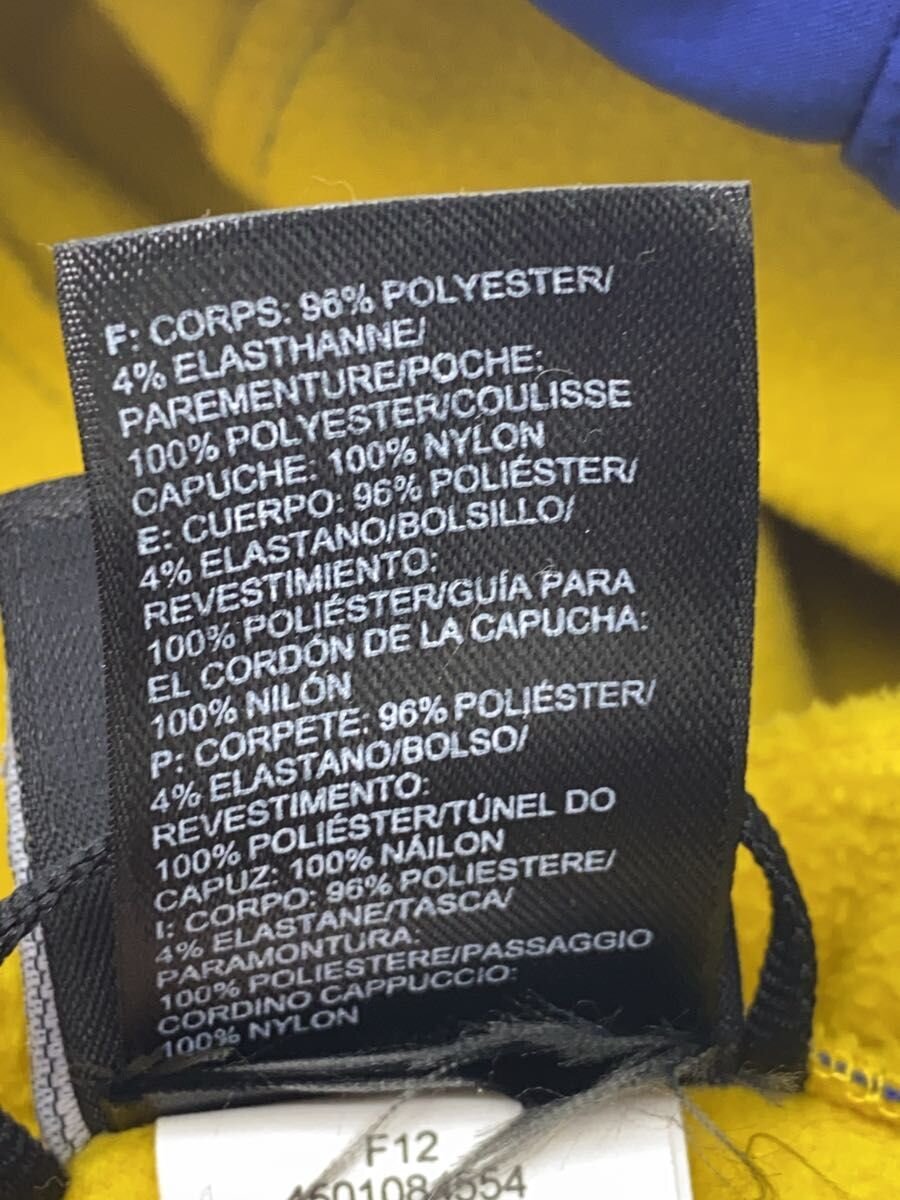 F: CORPS: 96% POLYESTER/
4% ELASTHANNE/
PAREMENTURE/POCHE:
100% POLYESTER/COULISSE
CAPUCHE: 100% NYLON
E: CUERPO: 96% POLIÉSTER/
4% ELASTANO/BOLSILLO/
REVESTIMIENTO:
100% POLIÉSTER/GUÍA PARA
EL CORDÓN DE LA CAPUCHA:
100% NILÓN
P: CORPETE: 96% POLIÉSTER/
4% ELASTANO/BOLSO/
REVESTIMENTO:
100% POLIÉSTER/TÚNEL DO
CAPUZ: 100% NÁILON
I: CORPO: 96% POLIESTERE/
4% ELASTANE/TASCA/
PARAMONTURA:
100% POLIESTERE/PASSAGGIO
CORDINO CAPPUCCIO:
100% NYLON
F12